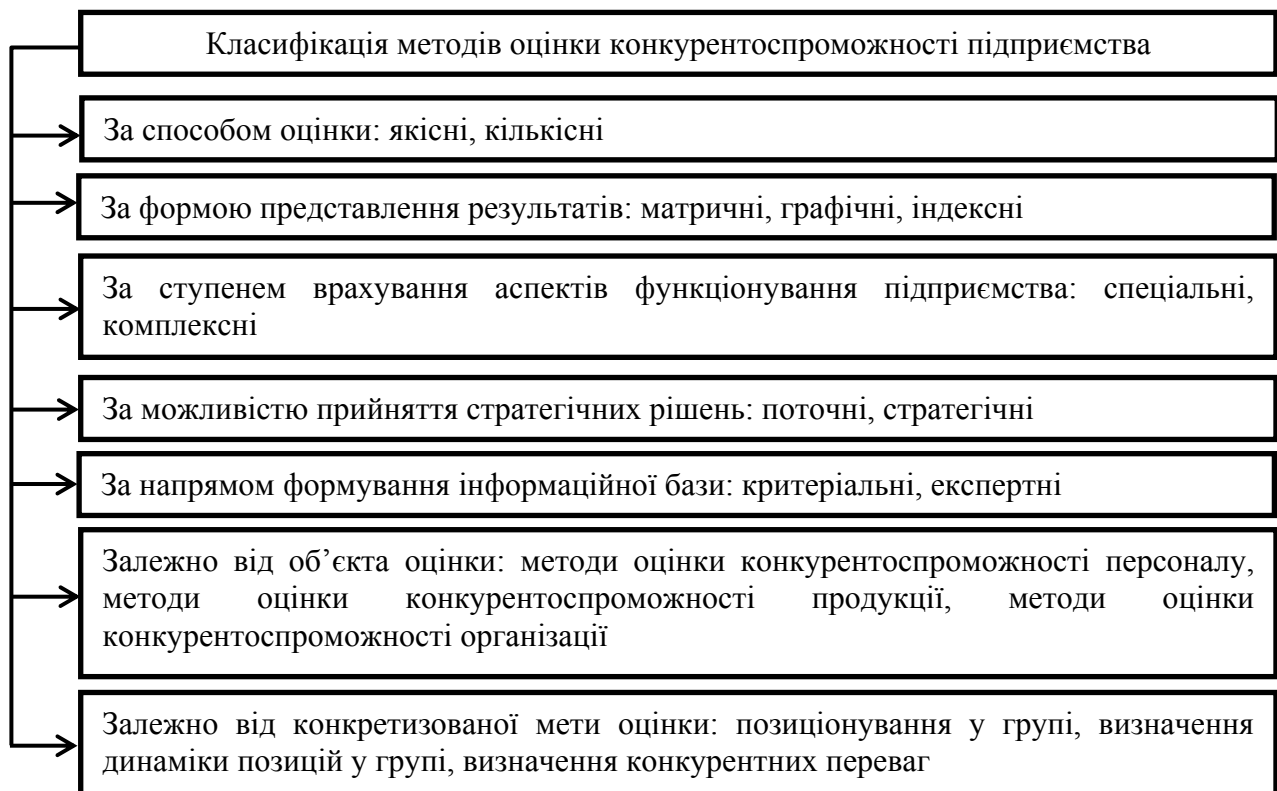 Класифікація методів оцінки конкурентоспроможності підприємства
За способом оцінки: якісні, кількісні
За формою представлення результатів: матричні, графічні, індексні
За ступенем врахування аспектів функціонування підприємства: спеціальні,
комплексні
За можливістю прийняття стратегічних рішень: поточні, стратегічні
За напрямом формування інформаційної бази: критеріальні, експертні
Залежно від об’єкта оцінки: методи оцінки конкурентоспроможності персоналу,
методи оцінки конкурентоспроможності продукції, методи оцінки
конкурентоспроможності організації
Залежно від конкретизованої мети оцінки: позиціонування у групі, визначення
динаміки позицій у групі, визначення конкурентних переваг